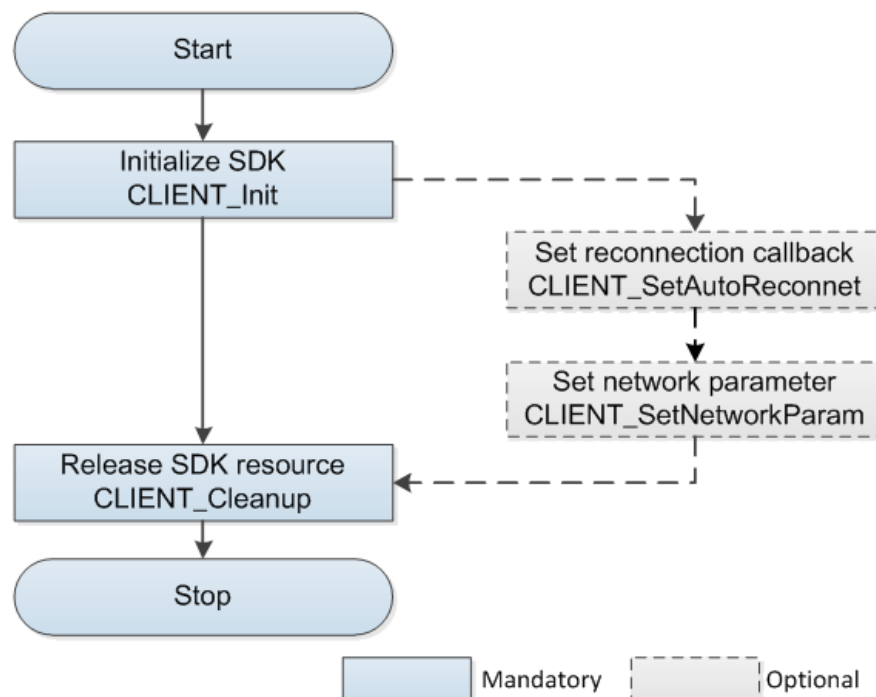 Start
Initialize SDK
CLIENT_Init
Set reconnection callback
CLIENT_SetAutoReconnet
Set network parameter
CLIENT_SetNetworkParam
Release SDK resource
CLIENT_Cleanup
Stop
Mandatory
Optional